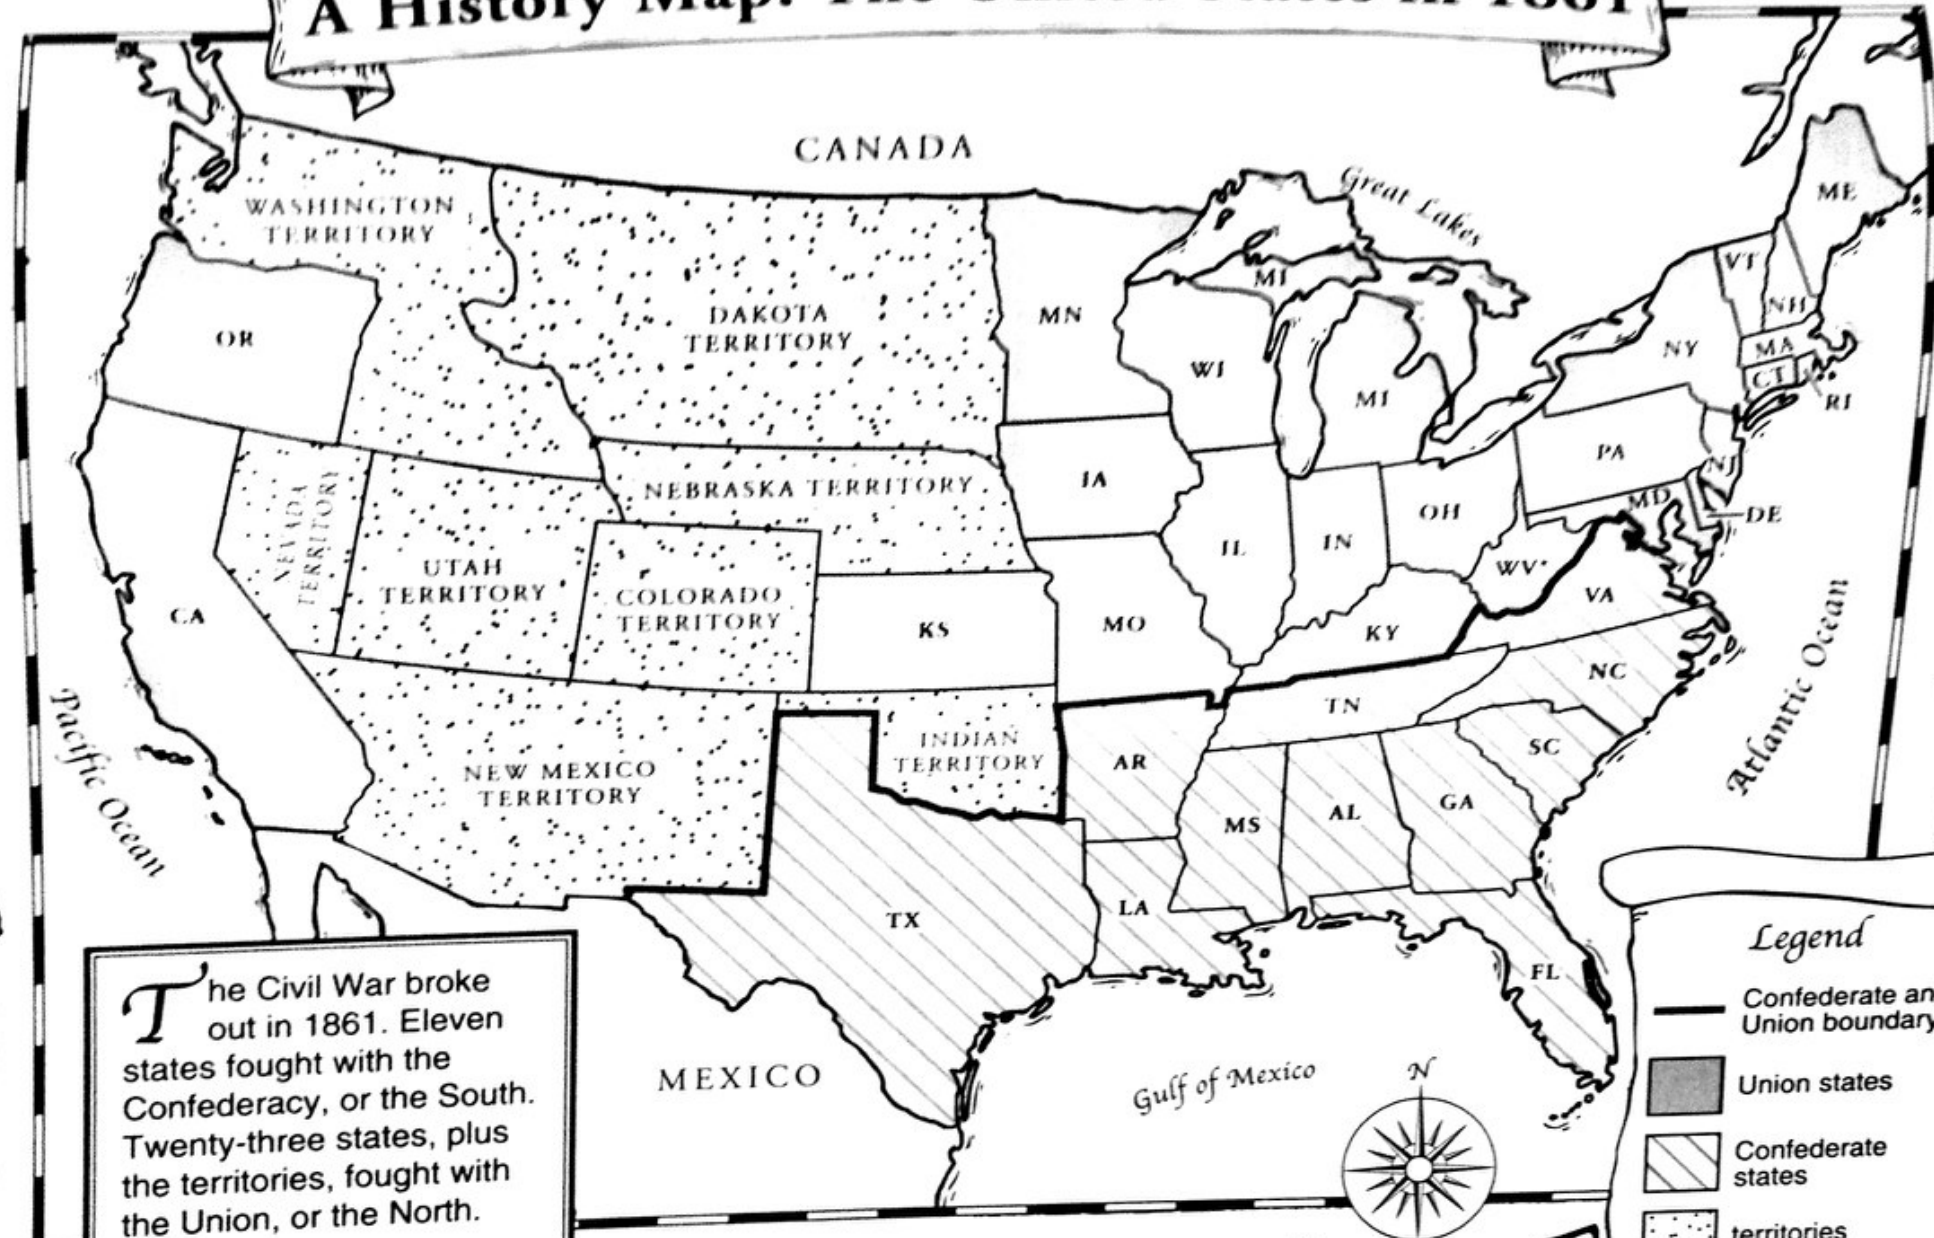 A History Map: The United States in 1861
CANADA
Great Lakes
WASHINGTON
TERRITORY
ME
VT
NH
MN
MI
DAKOTA
TERRITORY
OR
WI
MI
NY
MA
CT
RI
PA
NJ
IA
NEBRASKA TERRITORY
MD
DE
OH
NEVADA
TERRITORY
UTAH
TERRITORY
COLORADO
TERRITORY
IL
IN
WV*
VA
CA
KS
MO
KY
NC
TN
Pacific Ocean
Atlantic Ocean
NEW MEXICO
TERRITORY
INDIAN
TERRITORY
AR
SC
MS
AL
GA
TX
LA
FL
MEXICO
Gulf of Mexico
N
The Civil War broke
out in 1861. Eleven
states fought with the
Confederacy, or the South.
Twenty-three states, plus
the territories, fought with
the Union, or the North.
Legend
Confederate an
Union boundary
Union states
Confederate
states
territories